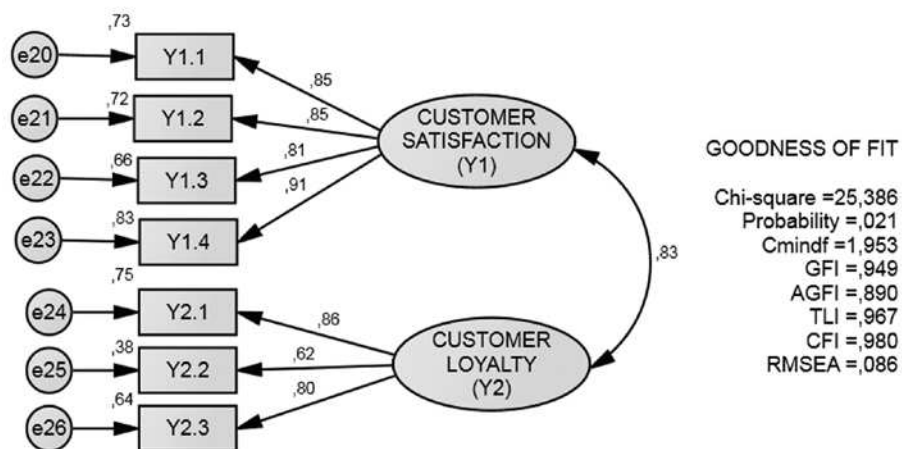 ,73
e20
Y1.1
,85
,72
e21
Y1.2
,85
,66
e22
Y1.3
,81
,83
e23
Y1.4
,91
CUSTOMER
SATISFACTION
(Y1)
,75
e24
Y2.1
,86
,38
e25
Y2.2
,62
,64
e26
Y2.3
,80
CUSTOMER
LOYALTY
(Y2)
,83
GOODNESS OF FIT
Chi-square =25,386
Probability =,021
Cmindf =1,953
GFI =,949
AGFI =,890
TLI =,967
CFI =,980
RMSEA =,086